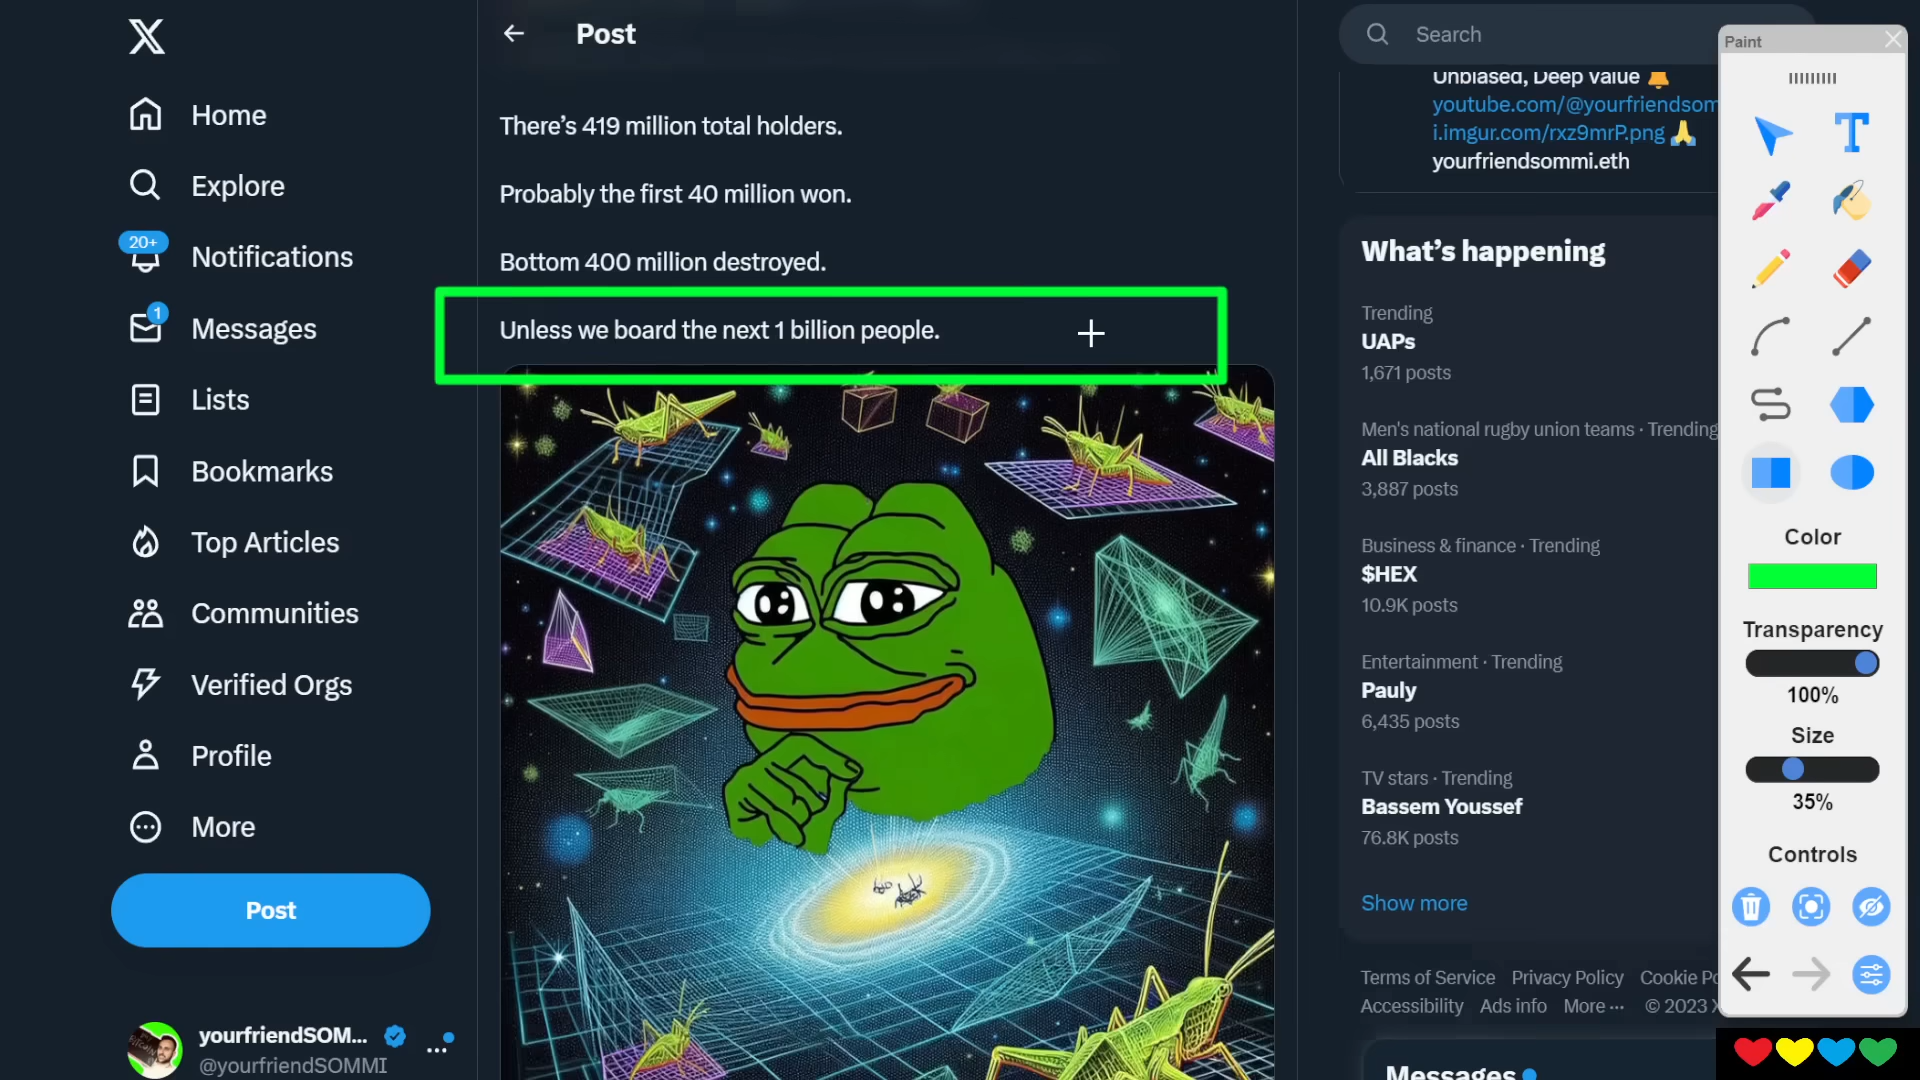 Home
Explore
20+
Notifications
1
Messages
Lists
Bookmarks
Top Articles
Communities
Verified Orgs
Profile
More
Post
yourfriendSOM...
@yourfriendSOMMI
Post
There’s 419 million total holders.
Probably the first 40 million won.
Bottom 400 million destroyed.
Unless we board the next 1 billion people.
Search
Unbiased, Deep Value
youtube.com/@yourfriendsom
i.imgur.com/rxz9mrP.png
yourfriendsommi.eth
What’s happening
Trending
UAPs
1,671 posts
Men's national rugby union teams · Trending
All Blacks
3,887 posts
Business & finance · Trending
$HEX
10.9K posts
Entertainment · Trending
Pauly
6,435 posts
TV stars · Trending
Bassem Youssef
76.8K posts
Show more
Terms of Service Privacy Policy Cookie Po
Accessibility Ads info More ··· © 2023 X
Messages
Paint
Color
Transparency
100%
Size
35%
Controls